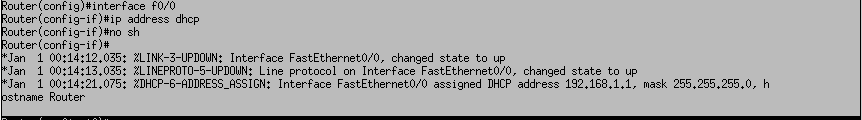 Router(config)#interface f0/0
Router(config-if)#ip address dhcp
Router(config-if)#no sh
Router(config-if)#
*Jan  1 00:14:12.035: %LINK-3-UPDOWN: Interface FastEthernet0/0, changed state to up
*Jan  1 00:14:13.035: %LINEPROTO-5-UPDOWN: Line protocol on Interface FastEthernet0/0, changed state to up
*Jan  1 00:14:21.075: %DHCP-6-ADDRESS_ASSIGN: Interface FastEthernet0/0 assigned DHCP address 192.168.1.1, mask 255.255.255.0, h
ostname Router